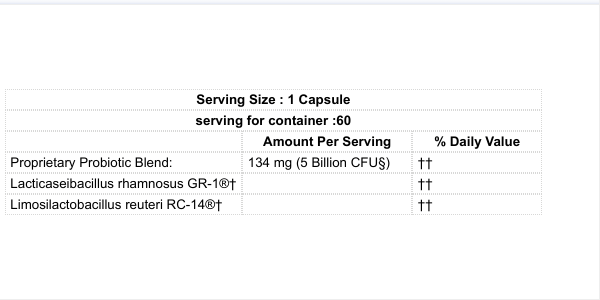 Serving Size : 1 Capsule
serving for container :60
Amount Per Serving % Daily Value
Proprietary Probiotic Blend: 134 mg (5 Billion CFU§) ††
Lacticaseibacillus rhamnosus GR-1®† ††
Limosilactobacillus reuteri RC-14®† ††